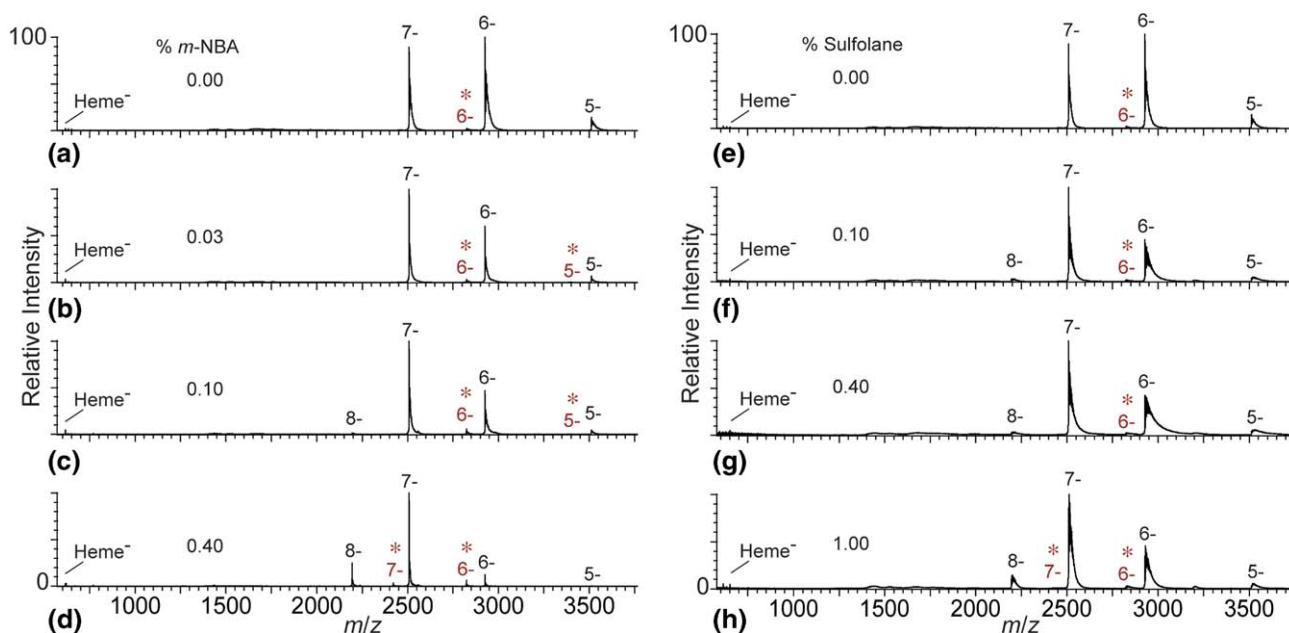 100
% m-NBA
0.00
7-
6-
Heme-
*
6-
5-
(a)
0.03
7-
6-
Heme-
*
6-
*
5-
5-
(b)
0.10
7-
6-
Heme-
8-
*
6-
*
5-
5-
(c)
0.40
7-
Heme-
8-
*
7-
*
6-
6-
5-
0
(d)
1000 1500 2000 2500 3000 3750
m/z
Relative Intensity
100
% Sulfolane
0.00
7-
6-
Heme-
*
6-
5-
(e)
0.10
7-
6-
Heme-
8-
*
6-
5-
(f)
0.40
7-
6-
Heme-
8-
*
6-
5-
(g)
1.00
7-
6-
Heme-
8-
*
7-
*
6-
5-
0
(h)
1000 1500 2000 2500 3000 3750
m/z
Relative Intensity